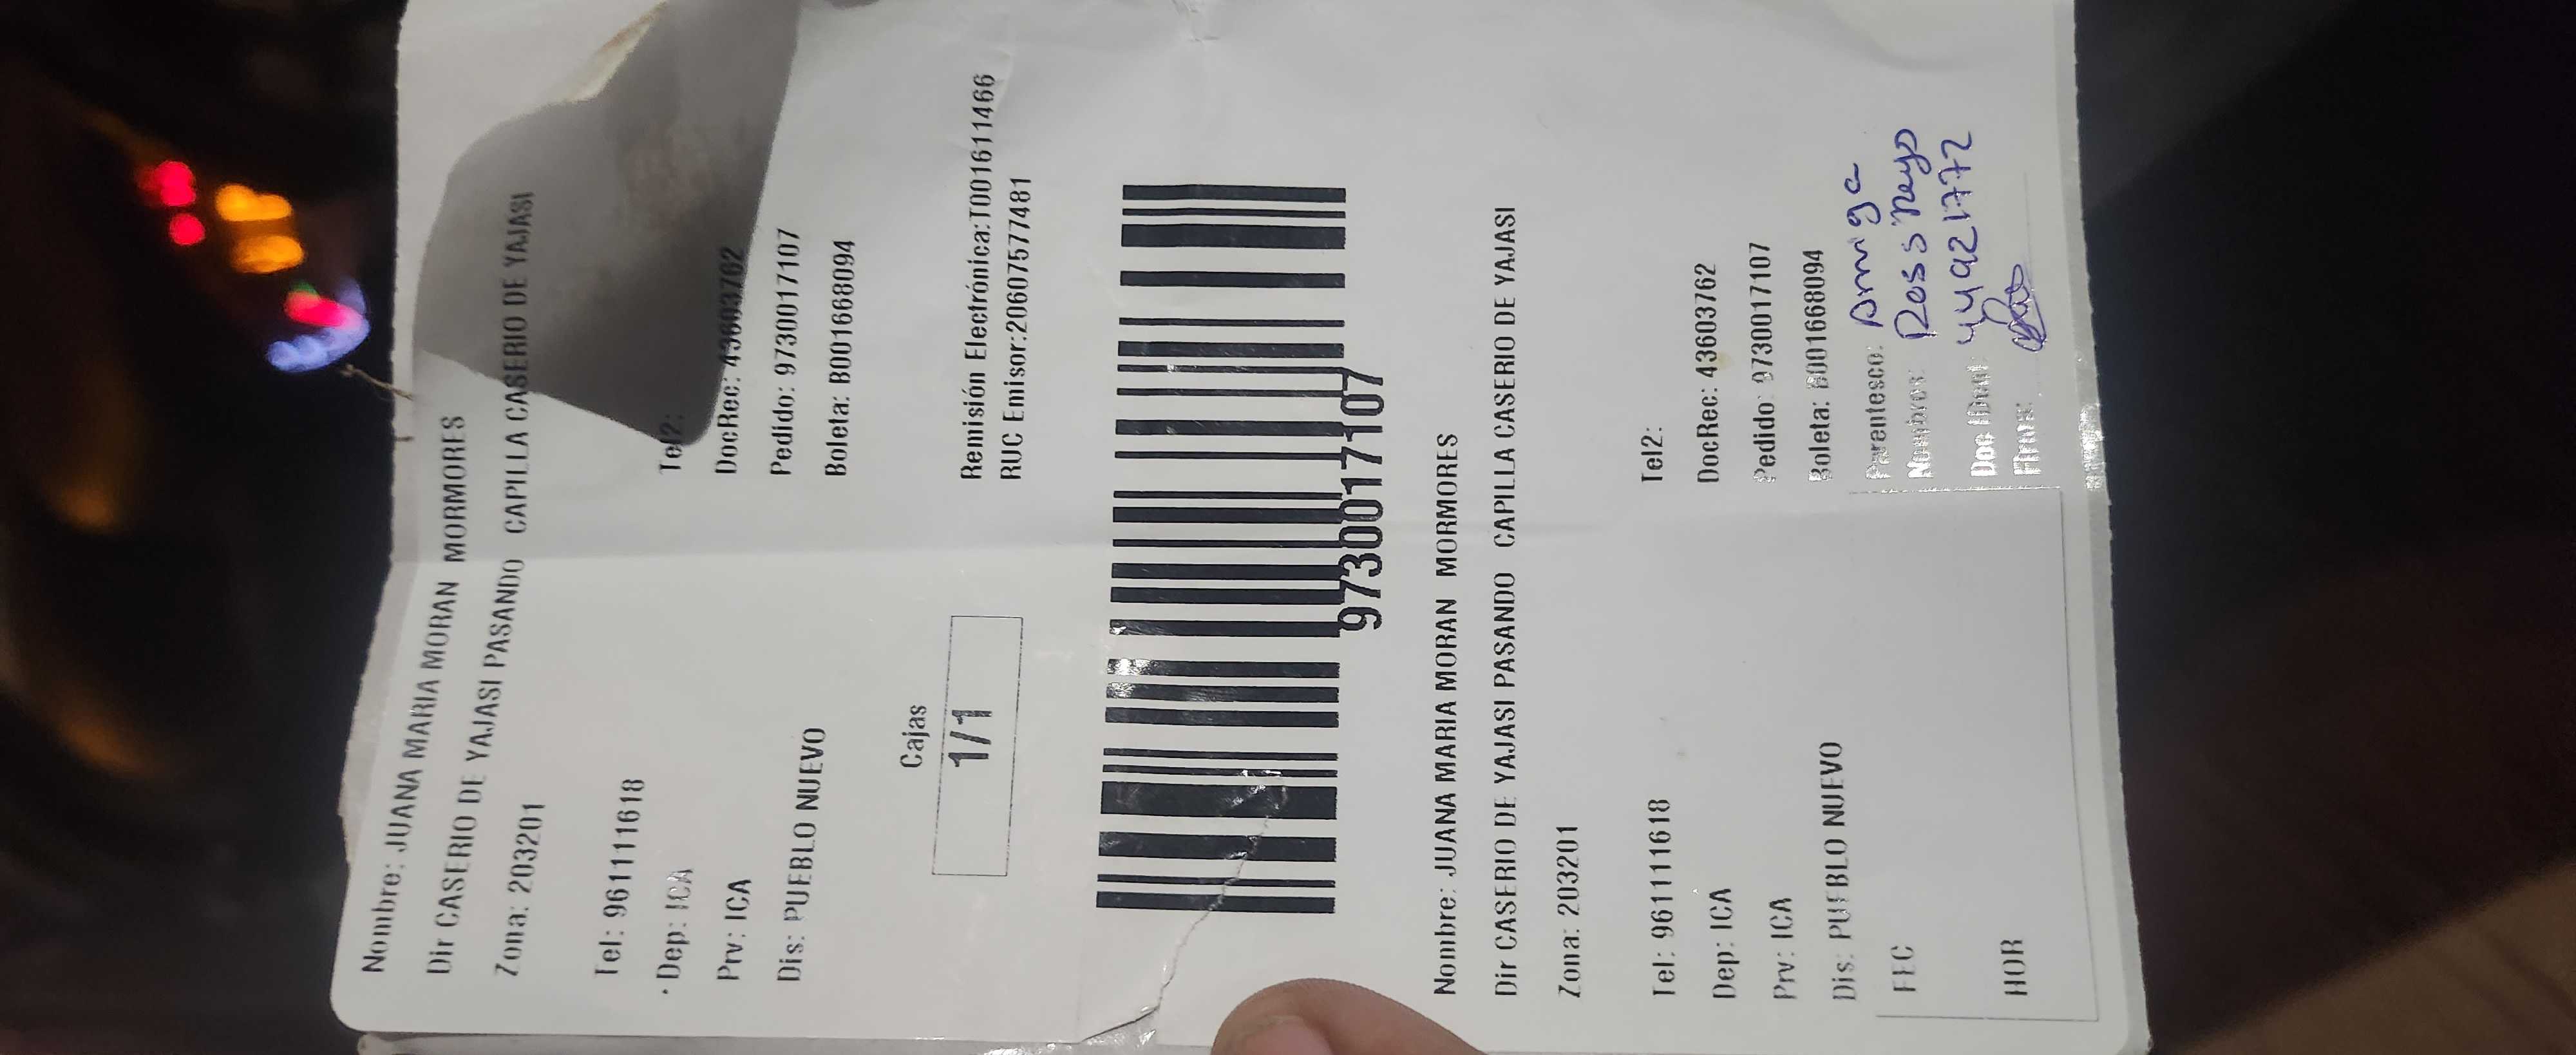 Nombre: JUANA MARIA MORAN MORMORES
Dir CASERIO DE YAJASI PASANDO CAPILLA CASERIO DE YAJASI
Zona: 203201
Tel: 961111618
Tel2:
Dep: ICA
DocRec: 43603762
Prv: ICA
Pedido: 9730017107
Dis: PUEBLO NUEVO
Boleta: B001668094
Cajas
1/1
Remisión Electrónica:T001611466
RUC Emisor:20607577481
9730017107
Nombre: JUANA MARIA MORAN MORMORES
Dir CASERIO DE YAJASI PASANDO CAPILLA CASERIO DE YAJASI
Zona: 203201
Tel: 961111618
Tel2:
Dep: ICA
DocRec: 43603762
Prv: ICA
Pedido: 9730017107
Dis: PUEBLO NUEVO
Boleta: B001668094
FEC
Parentesco: Amiga
Nombres: Ross
Doc Ident: 44921772
HOR
Firma: